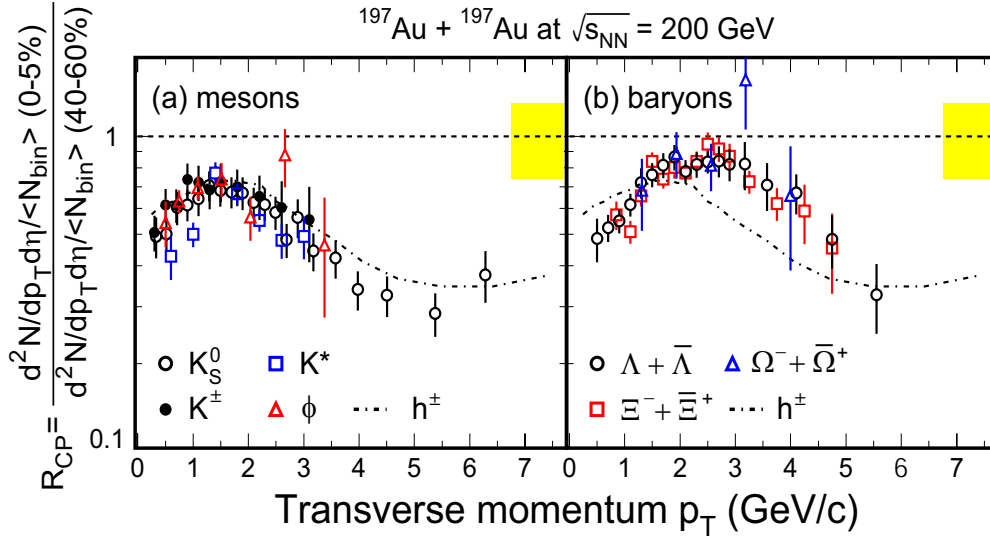 ¹⁹⁷Au + ¹⁹⁷Au at √s_NN = 200 GeV
R_CP = d²N/dp_Tdη/<N_bin> (0-5%)
d²N/dp_Tdη/<N_bin> (40-60%)
(a) mesons
(b) baryons
1
0.1
K⁰_S
K*
K^±
ϕ
h^±
Λ + Λ̅
Ω⁻ + Ω̅⁺
Ξ⁻ + Ξ̅⁺
h^±
0 1 2 3 4 5 6 7
0 1 2 3 4 5 6 7
Transverse momentum p_T (GeV/c)